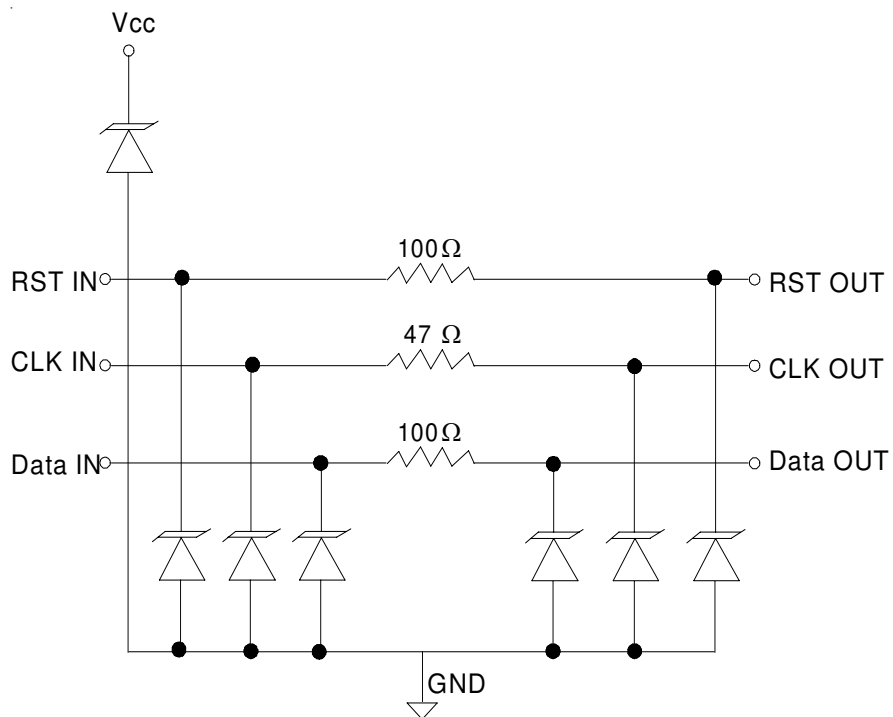 Vcc
100Ω
RST IN
RST OUT
47 Ω
CLK IN
CLK OUT
100Ω
Data IN
Data OUT
GND